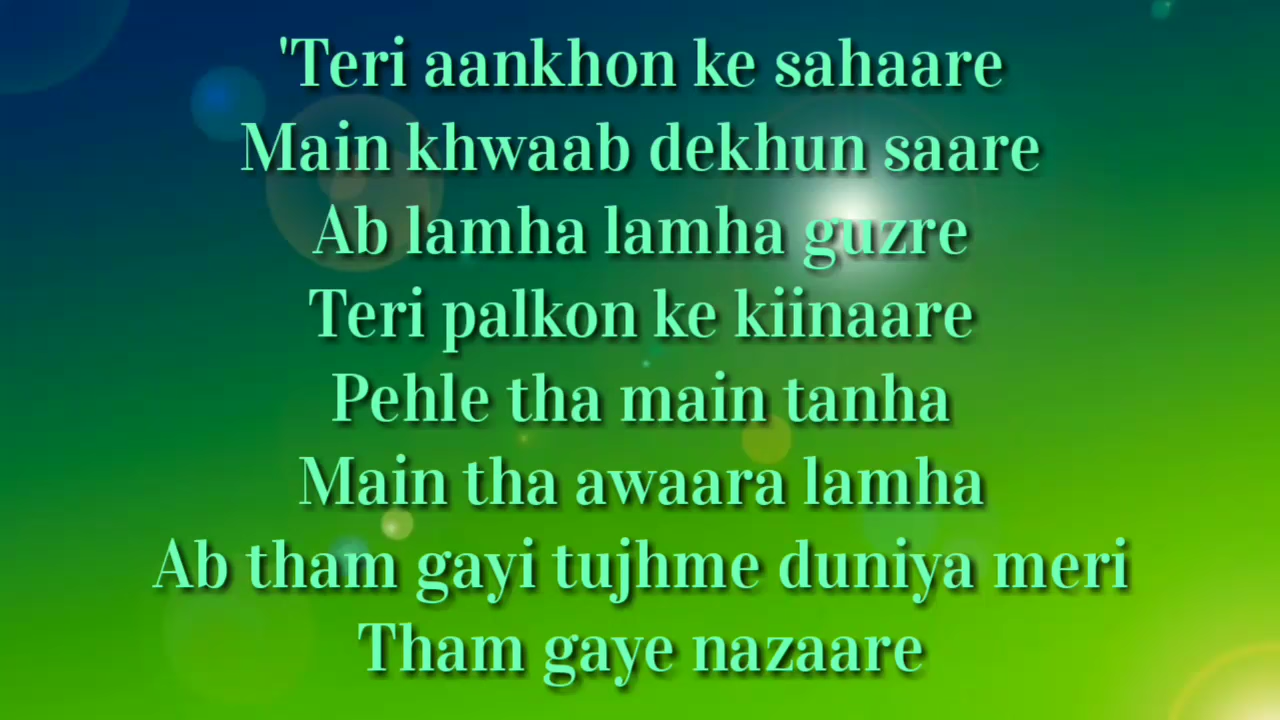 'Teri aankhon ke sahaare
Main khwaab dekhun saare
Ab lamha lamha guzre
Teri palkon ke kiinaare
Pehle tha main tanha
Main tha awaara lamha
Ab tham gayi tujhme duniya meri
Tham gaye nazaare